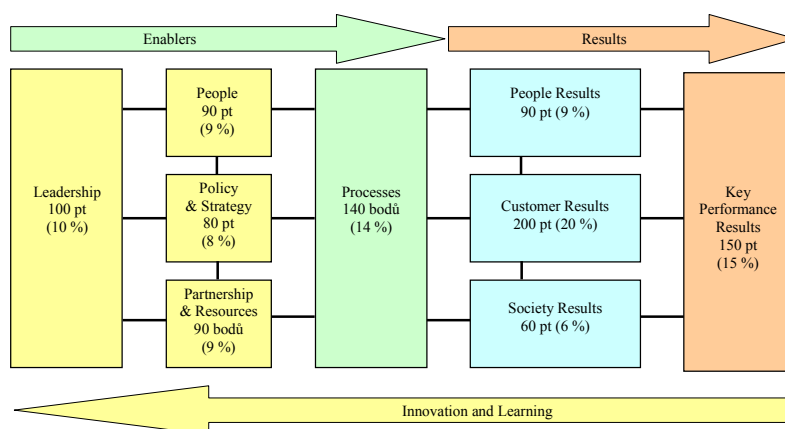 Enablers
Results
Leadership
100 pt
(10 %)
People
90 pt
(9 %)
Policy
& Strategy
80 pt
(8 %)
Partnership
& Resources
90 bodů
(9 %)
Processes
140 bodů
(14 %)
People Results
90 pt (9 %)
Customer Results
200 pt (20 %)
Society Results
60 pt (6 %)
Key
Performance
Results
150 pt
(15 %)
Innovation and Learning